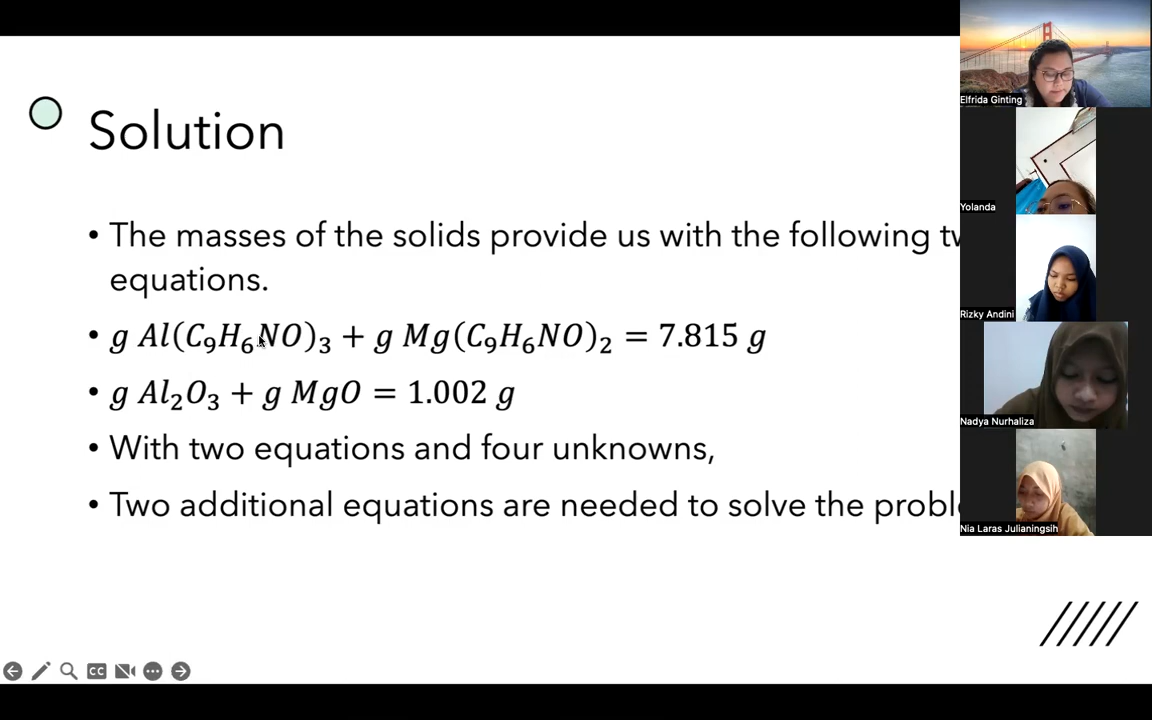 Solution
• The masses of the solids provide us with the following
equations.
• g Al(C₉H₆NO)₃ + g Mg(C₉H₆NO)₂ = 7.815 g
• g Al₂O₃ + g MgO = 1.002 g
• With two equations and four unknowns,
• Two additional equations are needed to solve the
Elfrida Ginting
Yolanda
Rizky Andini
Nadya Nurhaliza
Nia Laras Julianingsih
CC